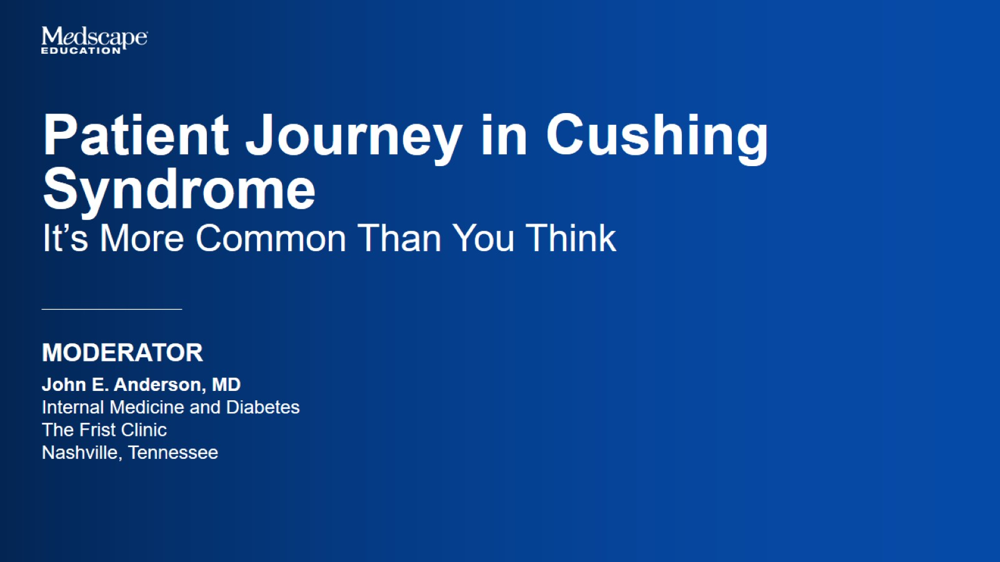 Medscape
EDUCATION
Patient Journey in Cushing
Syndrome
It’s More Common Than You Think
MODERATOR
John E. Anderson, MD
Internal Medicine and Diabetes
The Frist Clinic
Nashville, Tennessee